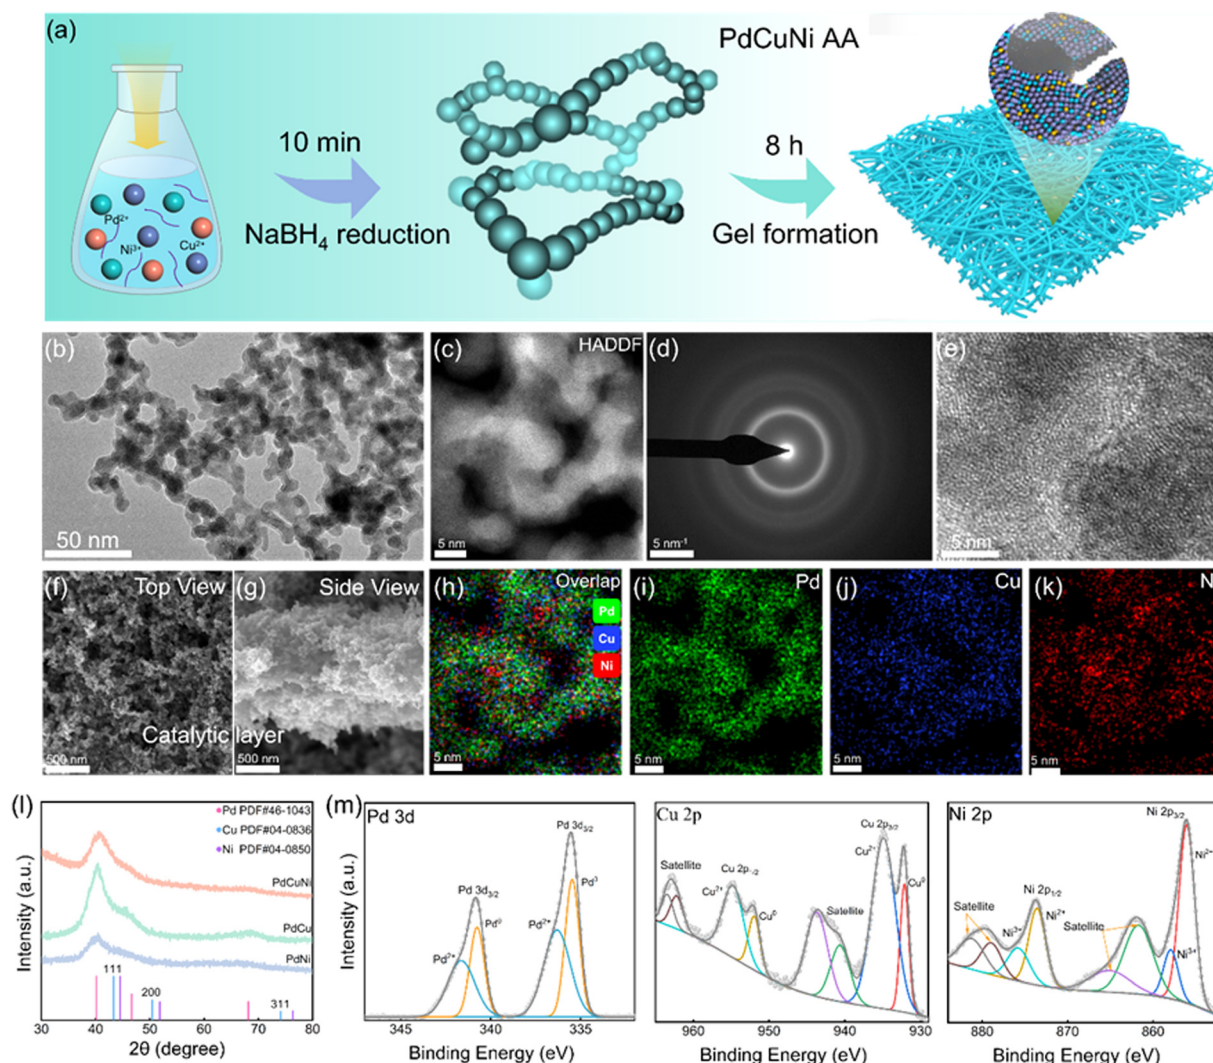 (a)
PdCuNi AA
10 min
NaBH4 reduction
8 h
Gel formation
Pd2+
Ni3+
Cu2+
(b)
50 nm
(c)
HADDF
5 nm
(d)
5 nm-1
(e)
5 nm
(f)
Top View
500 nm
(g)
Side View
Catalytic layer
500 nm
(h)
Overlap
Pd
Cu
Ni
5 nm
(i)
Pd
5 nm
(j)
Cu
5 nm
(k)
N
5 nm
(l)
Pd PDF#46-1043
Cu PDF#04-0836
Ni PDF#04-0850
PdCuNi
PdCu
PdNi
111
200
311
Intensity (a.u.)
30 40 50 60 70 80
2θ (degree)
(m)
Pd 3d
Pd 3d5/2
Pd 3d3/2
Pd0
Pd2+
Pd2+
Intensity (a.u.)
345 340 335
Binding Energy (eV)
Cu 2p
Cu 2p3/2
Cu2+
Cu0
Satellite
Cu2+
Cu0
Satellite
960 950 940 930
Binding Energy (eV)
Ni 2p
Ni 2p3/2
Ni 2p1/2
Ni2+
Ni3+
Satellite
Satellite
Ni3+
880 870 860
Binding Energy (eV)